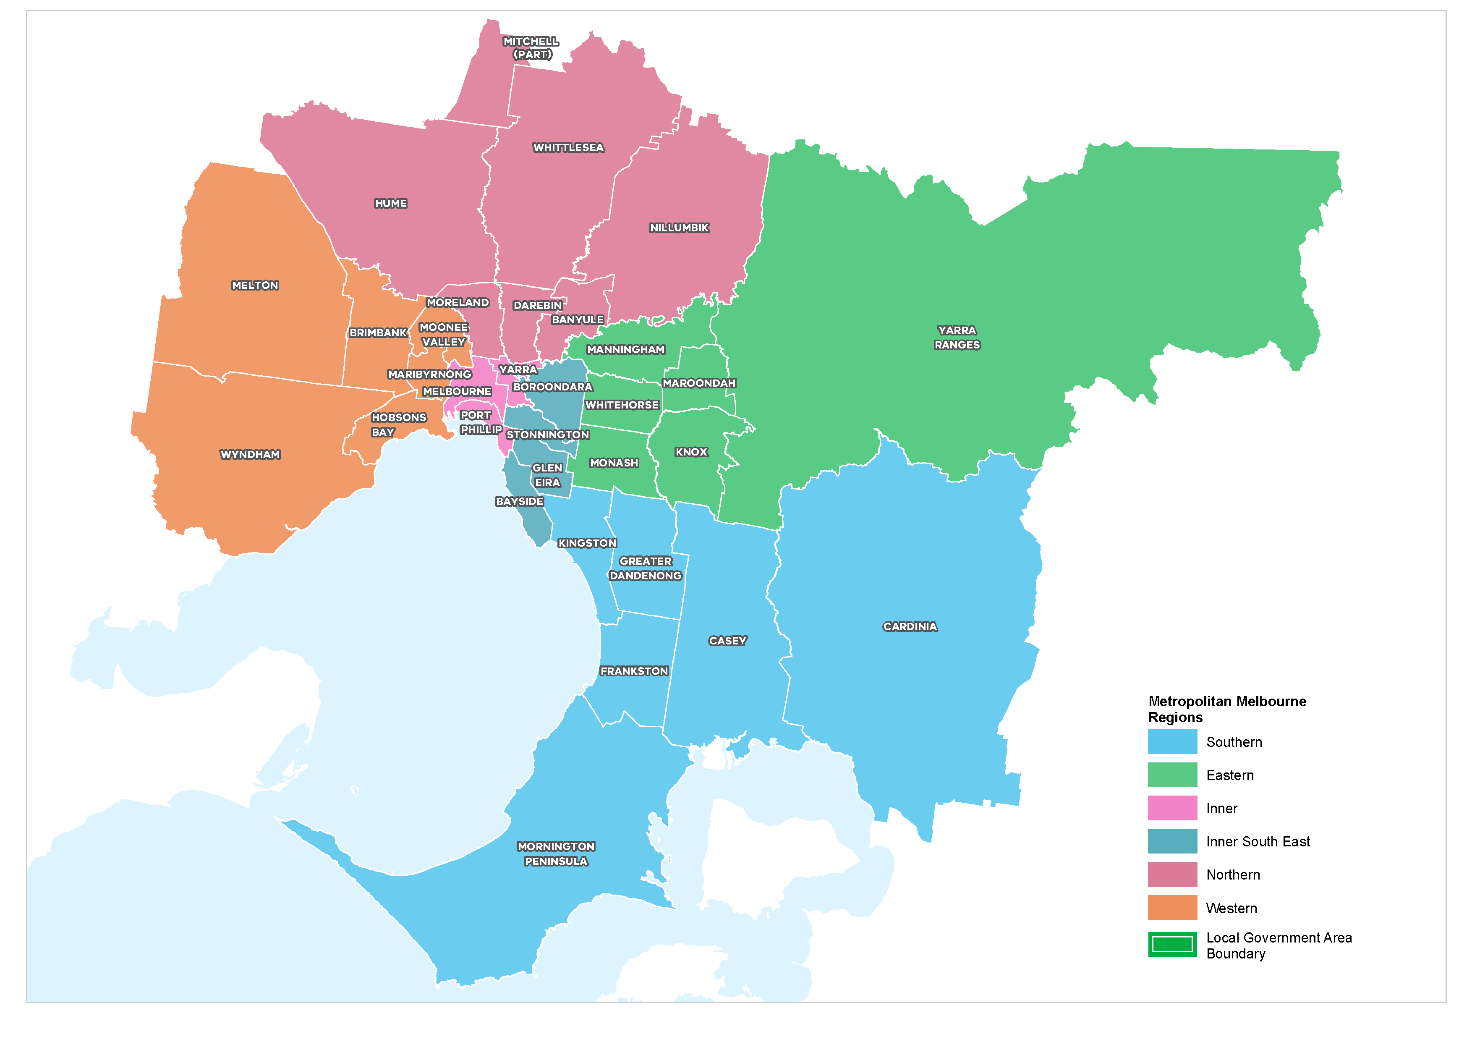 MITCHELL
(PART)
WHITTLESEA
HUME
NILLUMBIK
MELTON
MORELAND
DAREBIN
BANYULE
MOONEE
VALLEY
BRIMBANK
YARRA
RANGES
MANNINGHAM
YARRA
MARIBYRNONG
MAROONDAH
BOROONDARA
MELBOURNE
WHITEHORSE
HOBSONS
BAY
PORT
PHILLIP
STONNINGTON
WYNDHAM
KNOX
MONASH
GLEN
EIRA
BAYSIDE
KINGSTON
GREATER
DANDENONG
CARDINIA
CASEY
FRANKSTON
MORNINGTON
PENINSULA
Metropolitan Melbourne
Regions
Southern
Eastern
Inner
Inner South East
Northern
Western
Local Government Area
Boundary